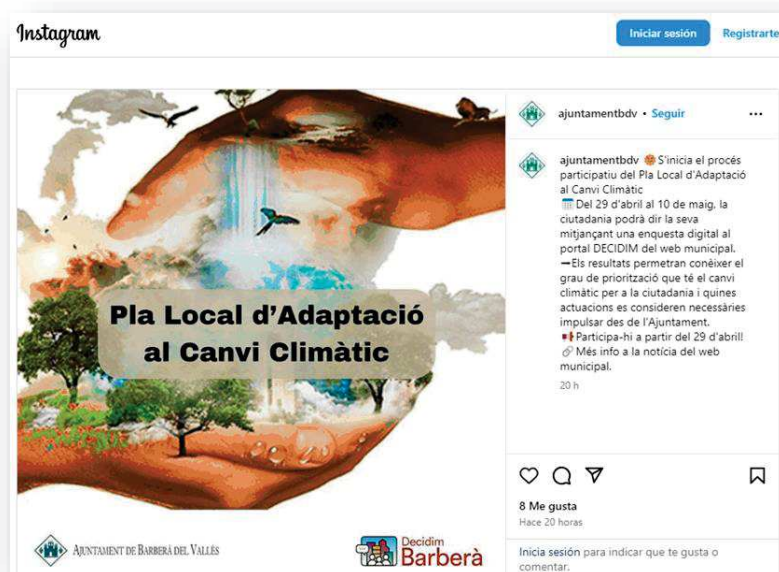 Instagram
Iniciar sesión
Registrarte
Pla Local d'Adaptació
al Canvi Climàtic
AJUNTAMENT DE BARBERÀ DEL VALLÈS
Decidim
Barberà
ajuntamentbdv • Seguir
ajuntamentbdv S'inicia el procés
participatiu del Pla Local d'Adaptació
al Canvi Climàtic
Del 29 d'abril al 10 de maig, la
ciutadania podrà dir la seva
mitjançant una enquesta digital al
portal DECIDIM del web municipal.
Els resultats permetran conèixer el
grau de priorització que té el canvi
climàtic per a la ciutadania i quines
actuacions es consideren necessàries
impulsar des de l'Ajuntament.
Participa-hi a partir del 29 d'abril!
Més info a la notícia del web
municipal.
20 h
8 Me gusta
Hace 20 horas
Inicia sesión para indicar que te gusta o
comentar.